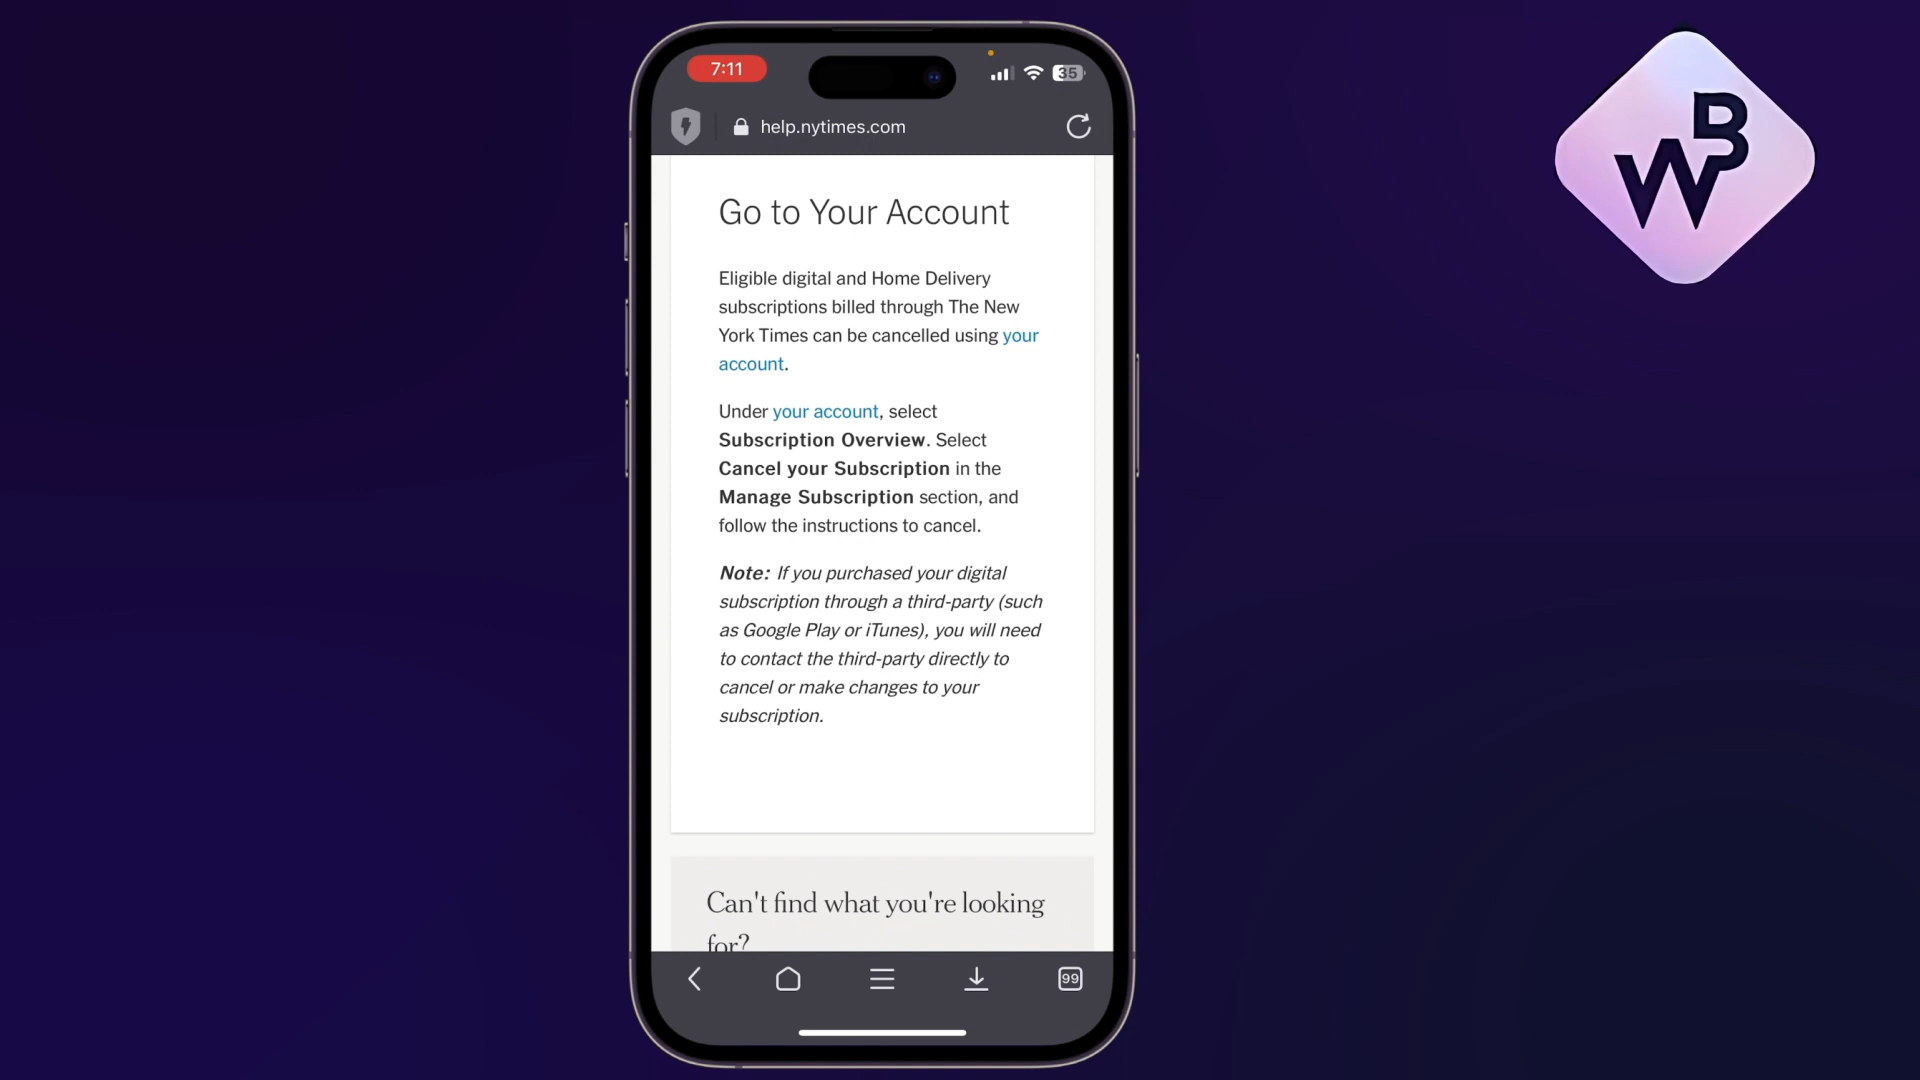 7:11
35
help.nytimes.com
Go to Your Account
Eligible digital and Home Delivery
subscriptions billed through The New
York Times can be cancelled using your
account.
Under your account, select
Subscription Overview. Select
Cancel your Subscription in the
Manage Subscription section, and
follow the instructions to cancel.
Note: If you purchased your digital
subscription through a third-party (such
as Google Play or iTunes), you will need
to contact the third-party directly to
cancel or make changes to your
subscription.
Can't find what you're looking
for?
99
WB